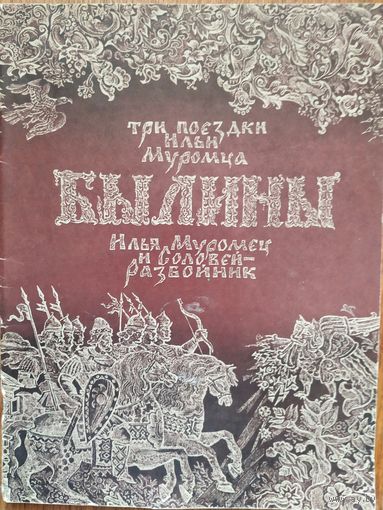 три поездки
Ильи
Муромца
БЫЛИНЫ
Илья Муромец
и Соловей-
разбойник